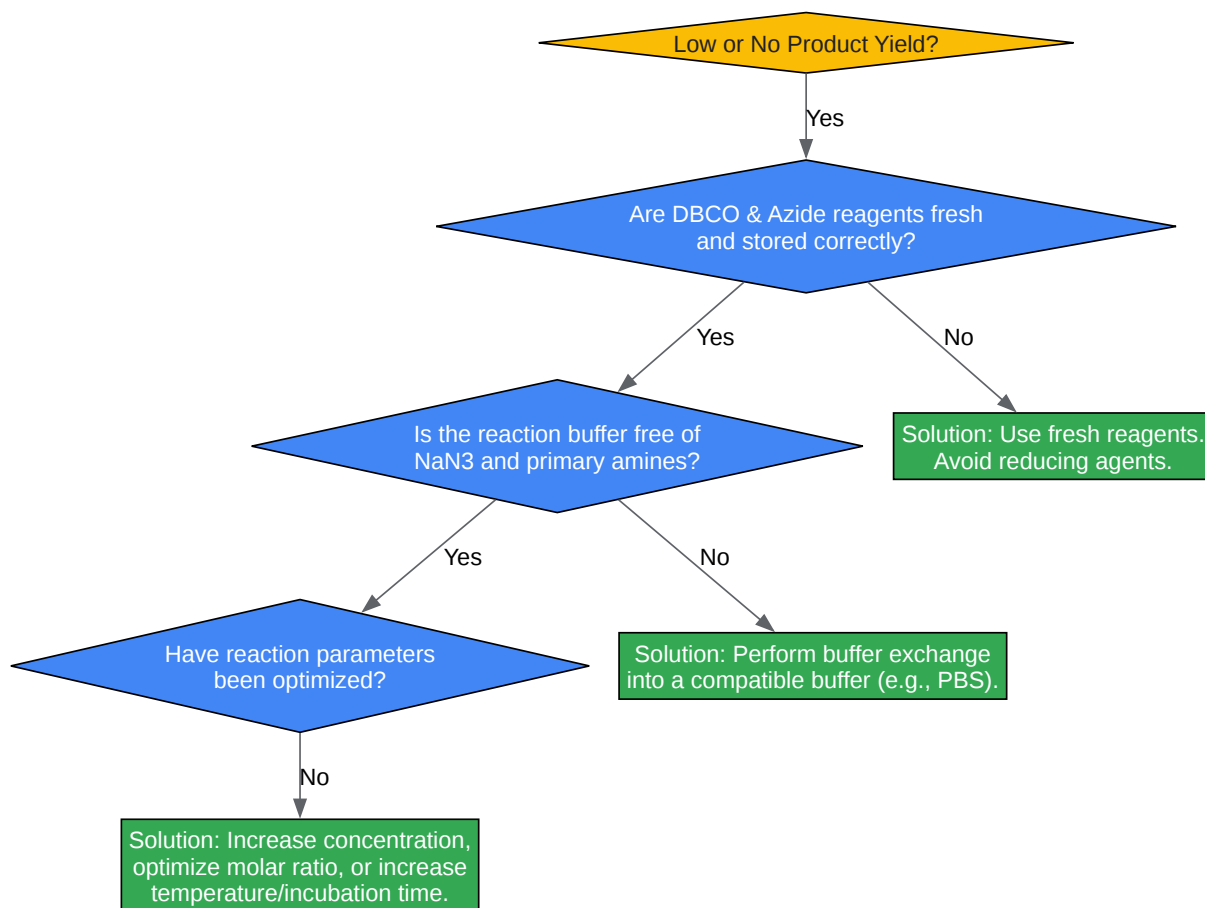 Low or No Product Yield?
Yes
Are DBCO & Azide reagents fresh
and stored correctly?
Yes
No
Is the reaction buffer free of
NaN3 and primary amines?
Solution: Use fresh reagents.
Avoid reducing agents.
Yes
No
Have reaction parameters
been optimized?
Solution: Perform buffer exchange
into a compatible buffer (e.g., PBS).
No
Solution: Increase concentration,
optimize molar ratio, or increase
temperature/incubation time.